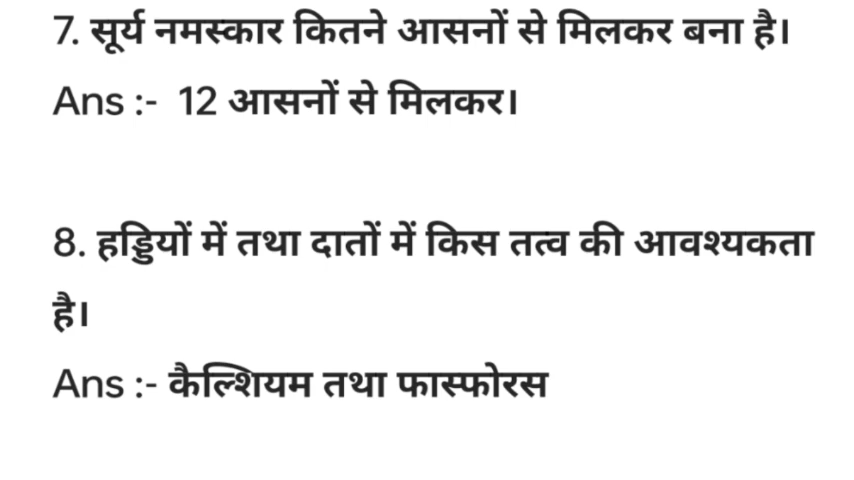 7. सूर्य नमस्कार कितने आसनों से मिलकर बना है।
Ans :- 12 आसनों से मिलकर।
8. हड्डियों में तथा दातों में किस तत्व की आवश्यकता
है।
Ans :- कैल्शियम तथा फास्फोरस